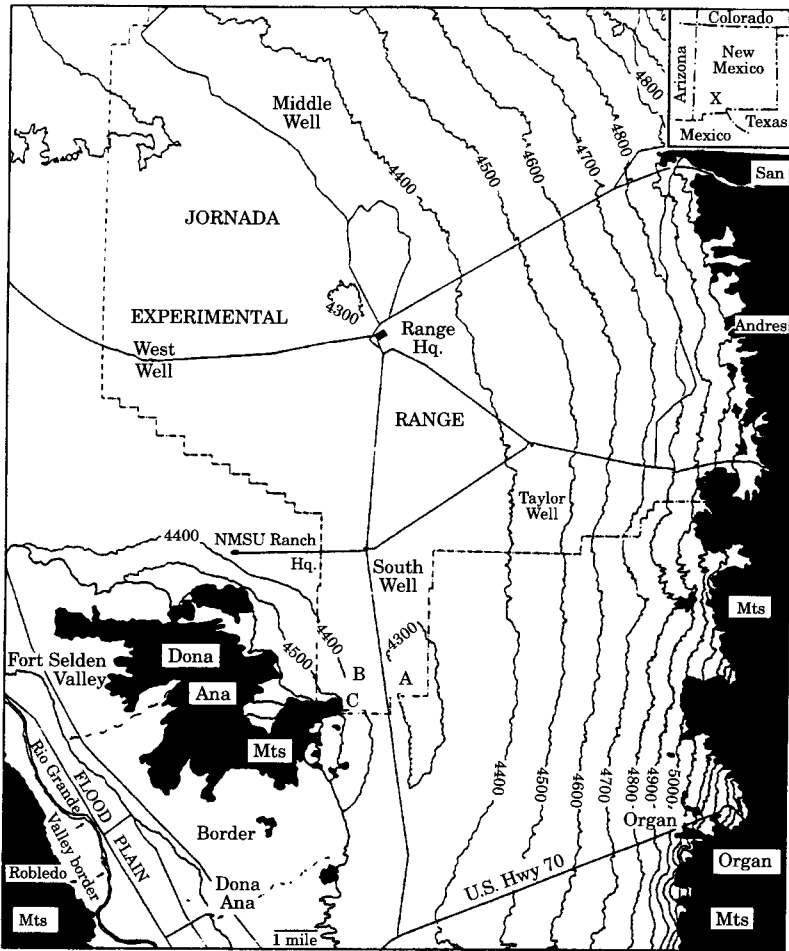 Colorado
Arizona
New
Mexico
X
Texas
Mexico
4800
4800
4700
4600
4500
4400
Middle
Well
4400
San
JORNADA
4300
EXPERIMENTAL
Range
Hq.
Andres
West
Well
RANGE
Taylor
Well
4400
NMSU Ranch
Hq.
South
Well
4300
4400
4500
Mts
Dona
Fort Selden
Valley
Ana
B
A
C
Mts
Rio Grande
FLOOD
PLAIN
Valley border
4400
4500
4600
4700
4800
4900
5000
Organ
Border
U.S. Hwy 70
Organ
Robledo
Dona
Ana
Mts
1 mile
Mts